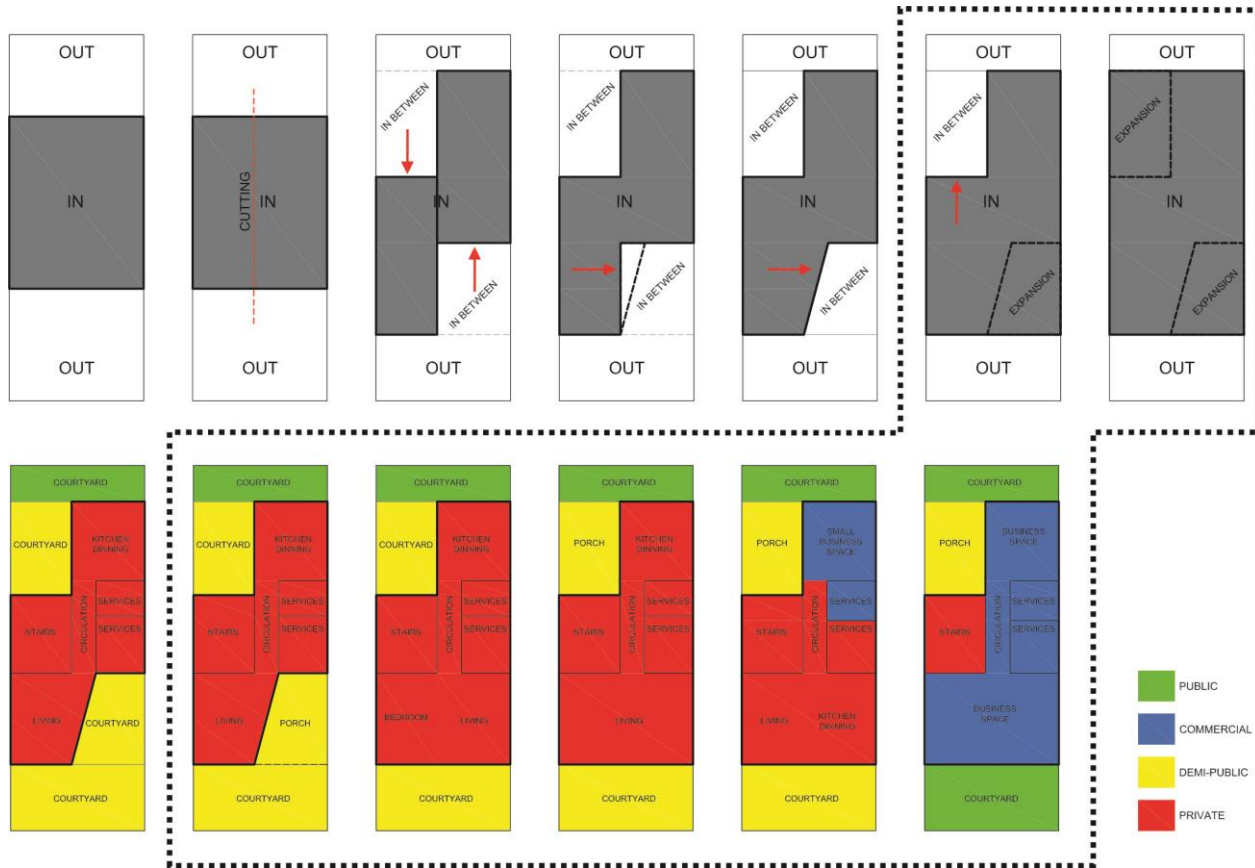 OUT
IN
OUT
OUT
CUTTING
IN
OUT
OUT
IN BETWEEN
IN
IN BETWEEN
OUT
OUT
IN BETWEEN
IN
IN BETWEEN
OUT
OUT
IN BETWEEN
IN
IN BETWEEN
OUT
OUT
IN BETWEEN
IN
EXPANSION
OUT
OUT
EXPANSION
IN
EXPANSION
OUT
COURTYARD
COURTYARD
KITCHEN
DINNING
STAIRS
CIRCULATION
SERVICES
SERVICES
LIVING
COURTYARD
COURTYARD
COURTYARD
COURTYARD
KITCHEN
DINNING
STAIRS
CIRCULATION
SERVICES
SERVICES
LIVING
PORCH
COURTYARD
COURTYARD
COURTYARD
KITCHEN
DINNING
STAIRS
CIRCULATION
SERVICES
SERVICES
BEDROOM
LIVING
COURTYARD
COURTYARD
PORCH
KITCHEN
DINNING
STAIRS
CIRCULATION
SERVICES
SERVICES
LIVING
COURTYARD
COURTYARD
PORCH
SMALL
BUSINESS
SPACE
STAIRS
CIRCULATION
SERVICES
SERVICES
LIVING
KITCHEN
DINNING
COURTYARD
COURTYARD
PORCH
BUSINESS
SPACE
STAIRS
CIRCULATION
SERVICES
SERVICES
BUSINESS
SPACE
COURTYARD
PUBLIC
COMMERCIAL
DEMI-PUBLIC
PRIVATE